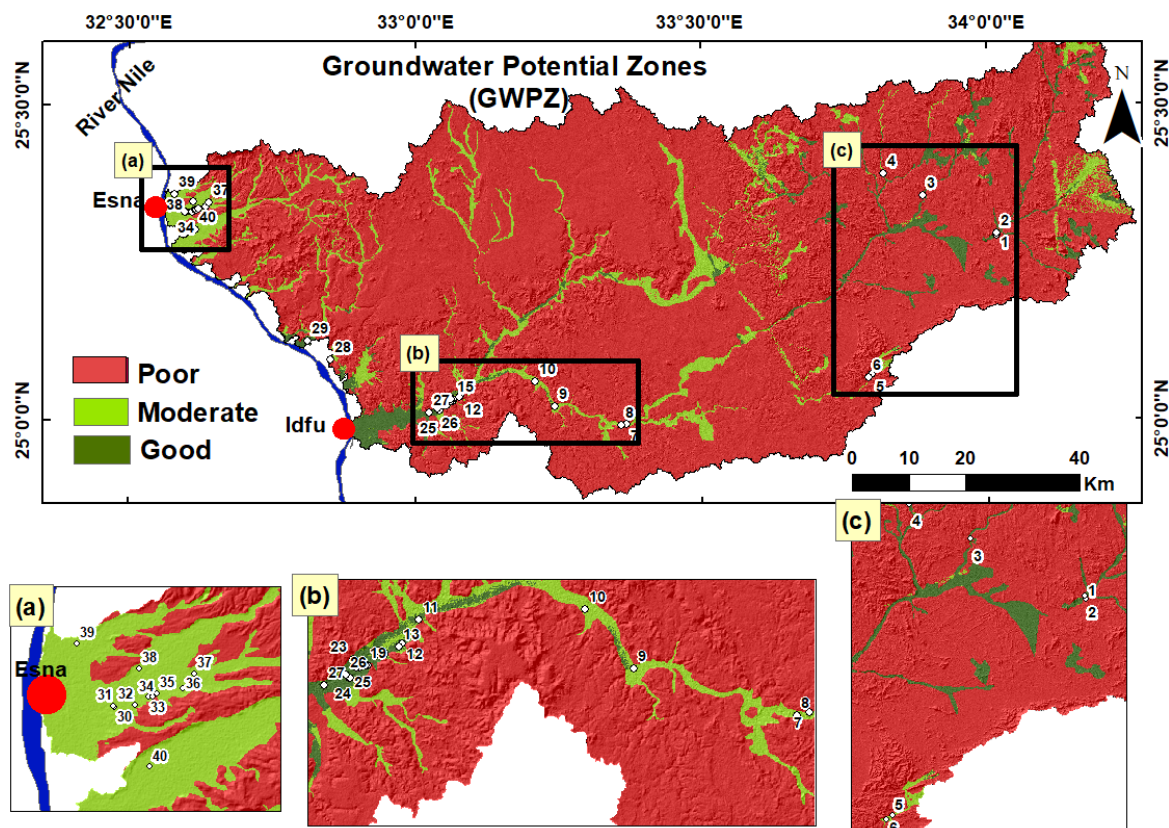 32°30'0"E 33°0'0"E 33°30'0"E 34°0'0"E
Groundwater Potential Zones
(GWPZ)
N
River Nile
25°30'0"N
25°30'0"N
(a)
(c)
39
37
4
Esna
38
40
3
34
2
1
29
(b)
28
10
6
Poor
15
9
5
27
12
8
Moderate
Idfu
25
26
7
25°0'0"N
25°0'0"N
Good
0 10 20 40
Km
(a)
39
Esna
38
37
34
35
36
31
32
33
30
40
(b)
11
10
13
23
19
12
26
9
27
25
24
8
7
(c)
4
3
1
2
5
6